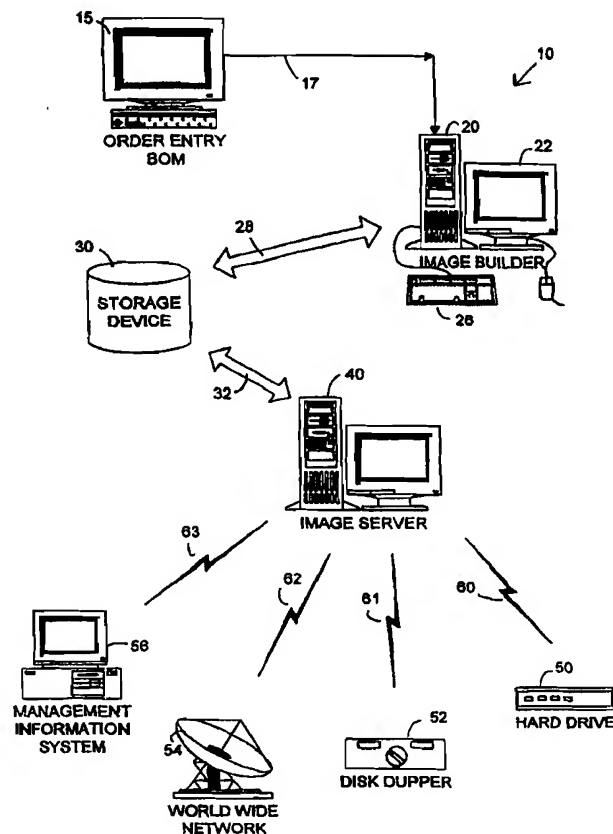 15
17
10
ORDER ENTRY
BOM
20
22
IMAGE BUILDER
26
28
30
STORAGE
DEVICE
32
40
IMAGE SERVER
63
62
61
60
56
MANAGEMENT
INFORMATION
SYSTEM
54
WORLD WIDE
NETWORK
52
DISK DUPPER
50
HARD DRIVE